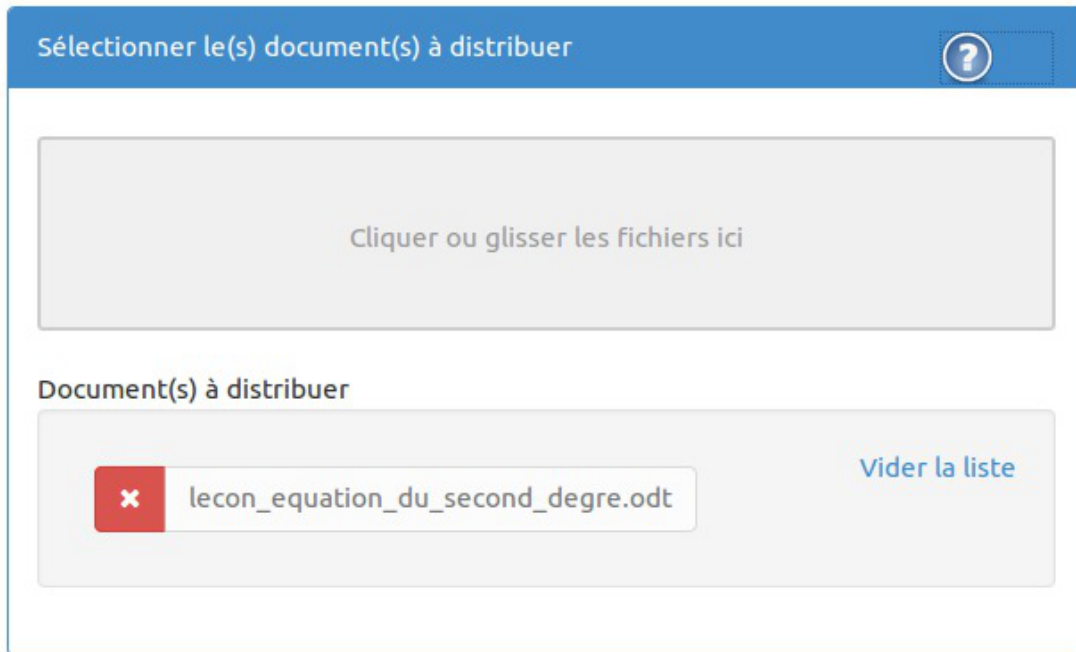 Sélectionner le(s) document(s) à distribuer
?
Cliquer ou glisser les fichiers ici
Document(s) à distribuer
Vider la liste
lecon_equation_du_second_degre.odt